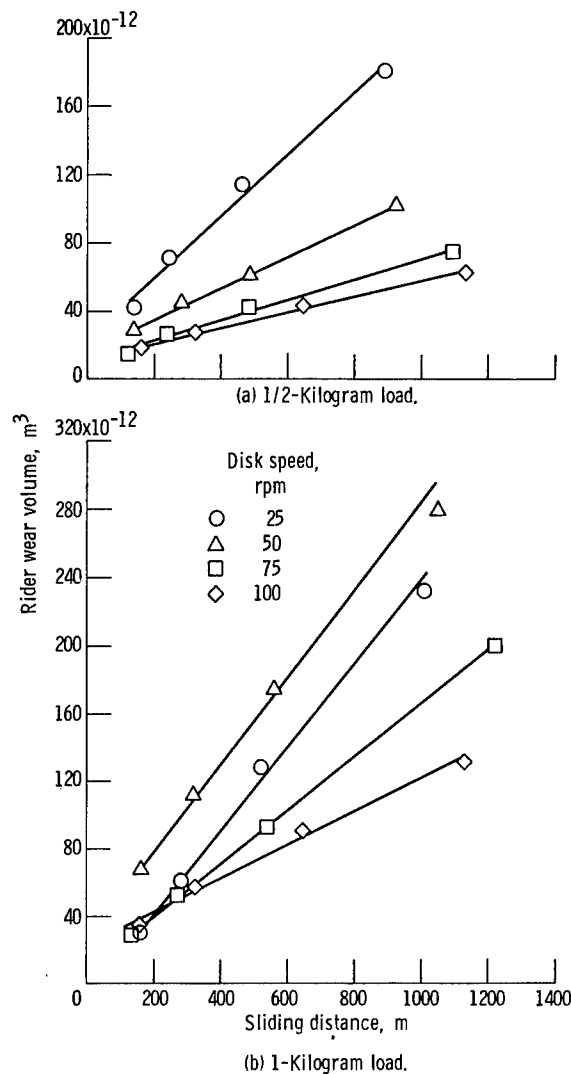 200x10-12
160
120
80
40
0
(a) 1/2-Kilogram load.
Rider wear volume, m3
320x10-12
280
240
200
160
120
80
40
0 200 400 600 800 1000 1200 1400
Disk speed,
rpm
25
50
75
100
Sliding distance, m
(b) 1-Kilogram load.